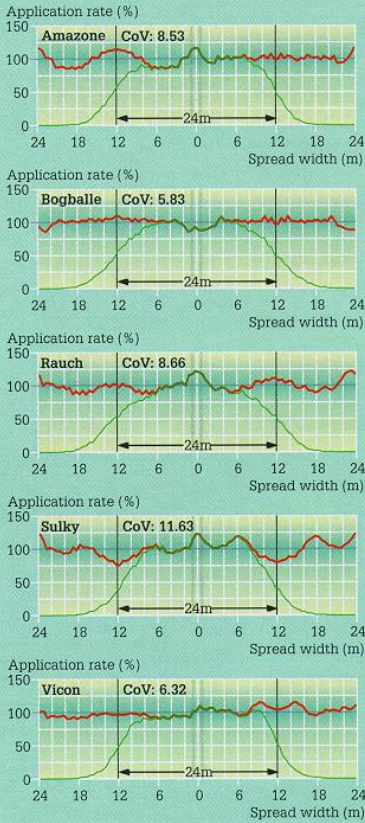 Application rate (%)
150
Amazone CoV: 8.53
100
50
24m
0
24 18 12 6 0 6 12 18 24
Spread width (m)
Application rate (%)
150
Bogballe CoV: 5.83
100
50
24m
0
24 18 12 6 0 6 12 18 24
Spread width (m)
Application rate (%)
150
Rauch CoV: 8.66
100
50
24m
0
24 18 12 6 0 6 12 18 24
Spread width (m)
Application rate (%)
150
Sulky CoV: 11.63
100
50
24m
0
24 18 12 6 0 6 12 18 24
Spread width (m)
Application rate (%)
150
Vicon CoV: 6.32
100
50
24m
0
24 18 12 6 0 6 12 18 24
Spread width (m)